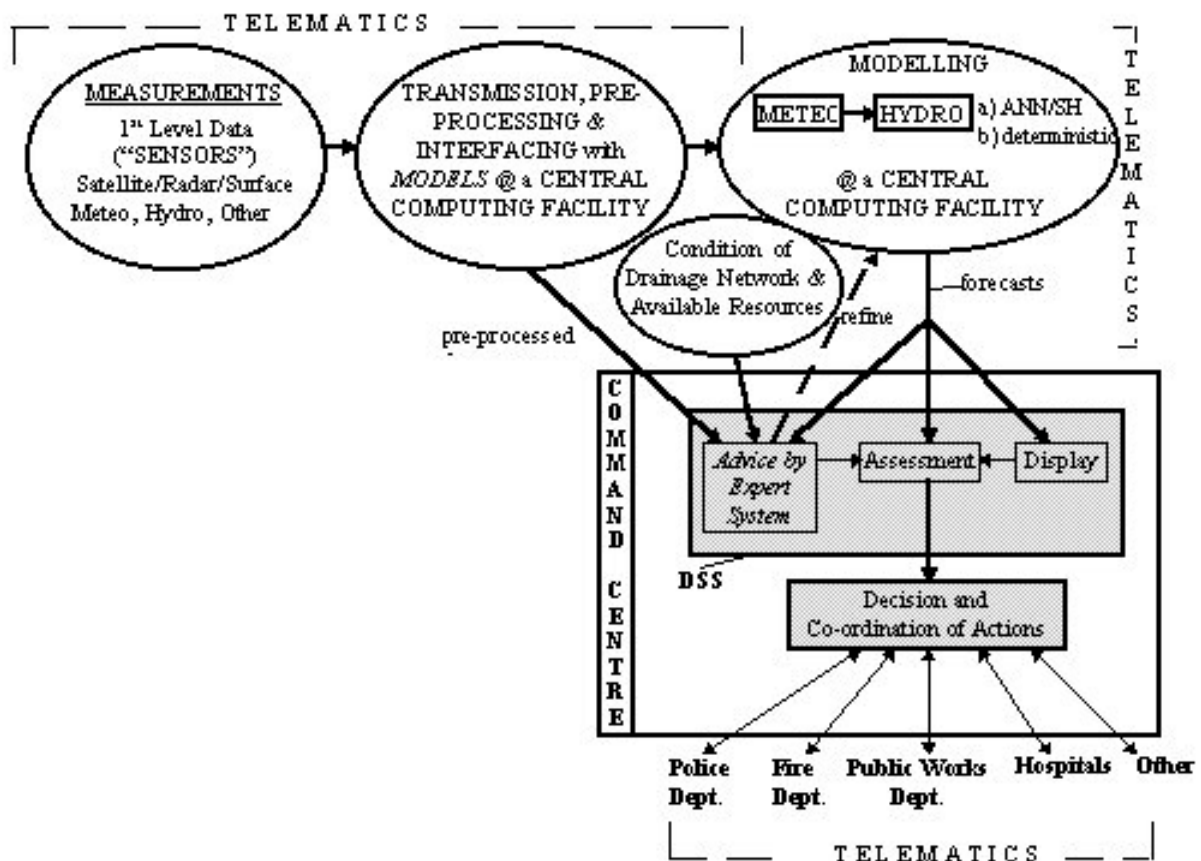 TELEMATICS
MEASUREMENTS
1st Level Data
("SENSORS")
Satellite/Radar/Surface
Meteo, Hydro, Other
TRANSMISSION, PRE-
PROCESSING &
INTERFACING with
MODELS @ a CENTRAL
COMPUTING FACILITY
MODELLING
METEO
HYDRO
a) ANN/SH
b) deterministic
@ a CENTRAL
COMPUTING FACILITY
TELEMATICS
Condition of
Drainage Network &
Available Resources
pre-processed
refine
forecasts
COMMAND CENTRE
Advice by
Expert
System
Assessment
Display
DSS
Decision and
Co-ordination of Actions
Police
Dept.
Fire
Dept.
Public Works
Dept.
Hospitals
Other
TELEMATICS